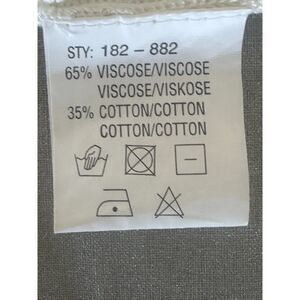 STY: 182 – 882
65% VISCOSE/VISCOSE
VISCOSE/VISKOSE
35% COTTON/COTTON
COTTON/COTTON